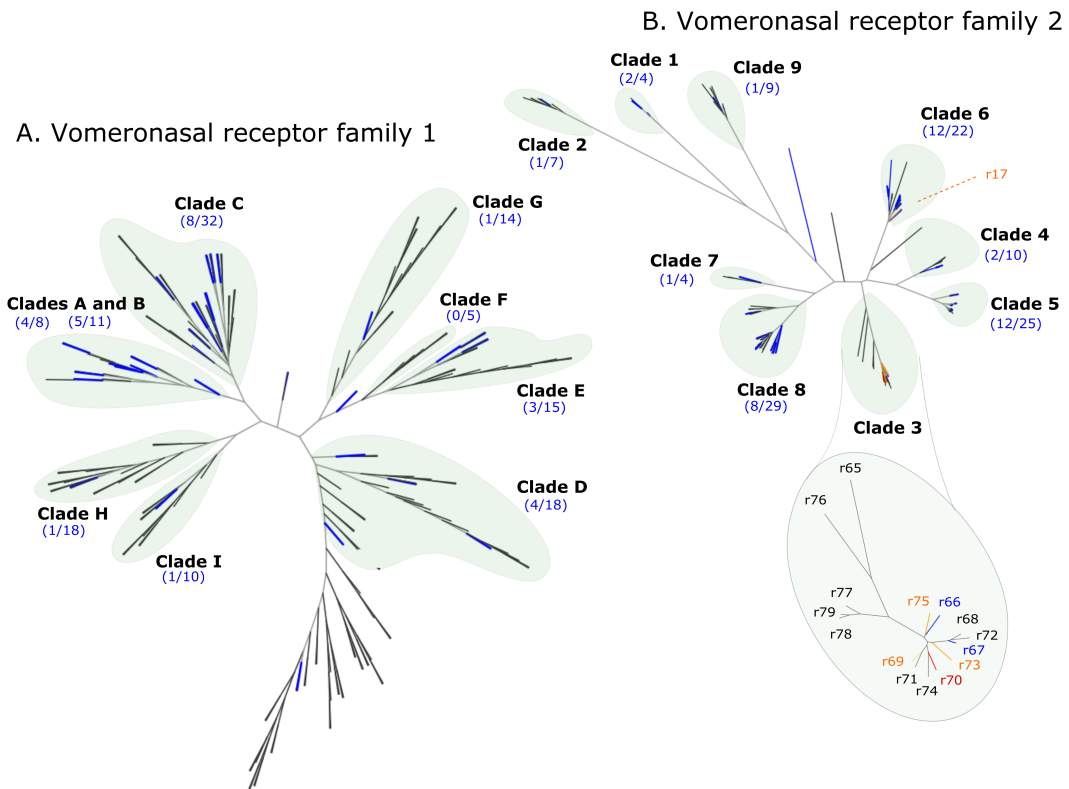 B. Vomeronasal receptor family 2
A. Vomeronasal receptor family 1
Clade C
(8/32)
Clade G
(1/14)
Clades A and B
(4/8) (5/11)
Clade F
(0/5)
Clade E
(3/15)
Clade D
(4/18)
Clade H
(1/18)
Clade I
(1/10)
Clade 1
(2/4)
Clade 9
(1/9)
Clade 2
(1/7)
Clade 6
(12/22)
r17
Clade 4
(2/10)
Clade 7
(1/4)
Clade 5
(12/25)
Clade 8
(8/29)
Clade 3
r65
r76
r77
r79
r78
r75
r66
r68
r72
r67
r73
r69
r71
r70
r74